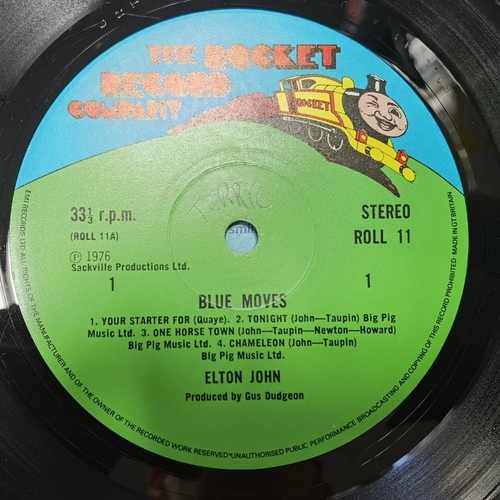 THE ROCKET
RECORD
COMPANY
ROCKET
33⅓ r.p.m.
(ROLL 11A)
STEREO
ROLL 11
℗ 1976
Sackville Productions Ltd.
1
1
BLUE MOVES
1. YOUR STARTER FOR (Quaye). 2. TONIGHT (John—Taupin) Big Pig
Music Ltd. 3. ONE HORSE TOWN (John—Taupin—Newton—Howard)
Big Pig Music Ltd. 4. CHAMELEON (John—Taupin)
Big Pig Music Ltd.
ELTON JOHN
Produced by Gus Dudgeon
EMI RECORDS LTD ALL RIGHTS OF THE MANUFACTURER AND OF THE OWNER OF THE RECORDED WORK RESERVED*UNAUTHORISED PUBLIC PERFORMANCE BROADCASTING AND COPYING OF THIS RECORD PROHIBITED MADE IN GT BRITAIN